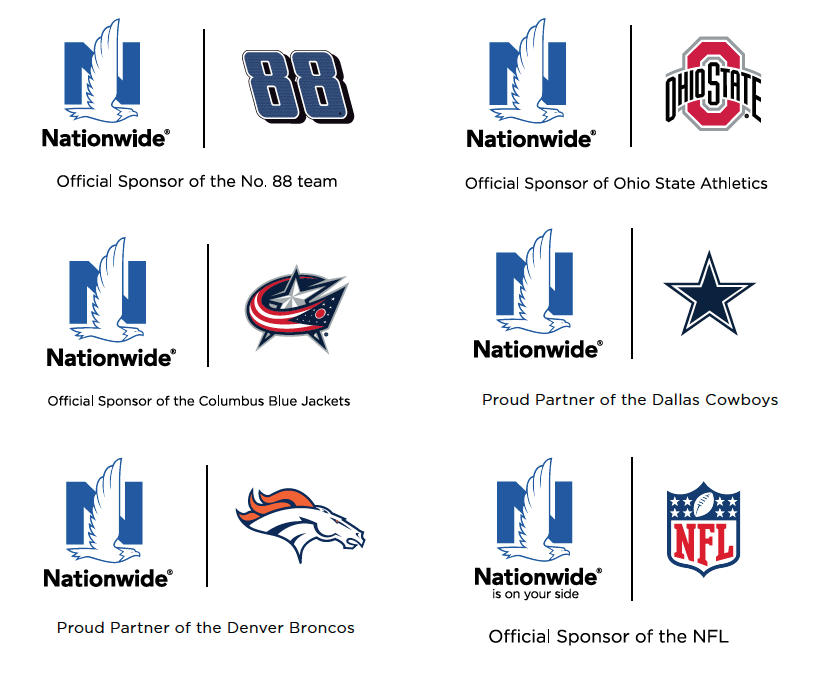 N
Nationwide®
88
Official Sponsor of the No. 88 team
N
Nationwide®
OHIO STATE
Official Sponsor of Ohio State Athletics
N
Nationwide®
Official Sponsor of the Columbus Blue Jackets
N
Nationwide®
Proud Partner of the Dallas Cowboys
N
Nationwide®
Proud Partner of the Denver Broncos
N
Nationwide®
is on your side
NFL
Official Sponsor of the NFL